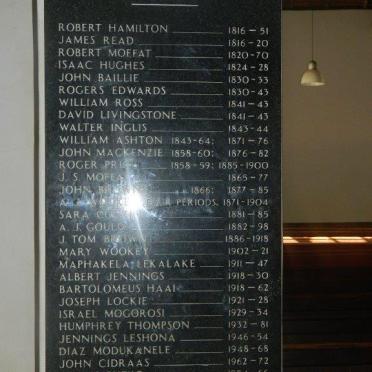 ROBERT HAMILTON 1816 - 51
JAMES READ 1816 - 20
ROBERT MOFFAT 1820-70
ISAAC HUGHES 1824 - 28
JOHN BAILLIE 1830-33
ROGERS EDWARDS 1830-43
WILLIAM ROSS 1841-43
DAVID LIVINGSTONE 1841-43
WALTER INGLIS 1843-44
WILLIAM ASHTON 1843-64; 1871-76
JOHN MACKENZIE 1858-60; 1876-82
ROGER 1858-59; 1885-1900
J. S. 1865-77
JOHN 1866; 1877-85
PERIODS, 1871-1904
SARA 1881-85
A. J. GOULD 1882-98
J. TOM 1886-1918
MARY WOOKEY 1902-21
MAPHAKELA LEKALAKE 1911-47
ALBERT JENNINGS 1918-30
BARTOLOMEUS HAAI 1918-62
JOSEPH LOCKIE 1921-28
ISRAEL MOGOROSI 1929-34
HUMPHREY THOMPSON 1932-81
JENNINGS LESHONA 1946-54
DIAZ MODUKANELE 1948-68
JOHN CIDRAAS 1962-72